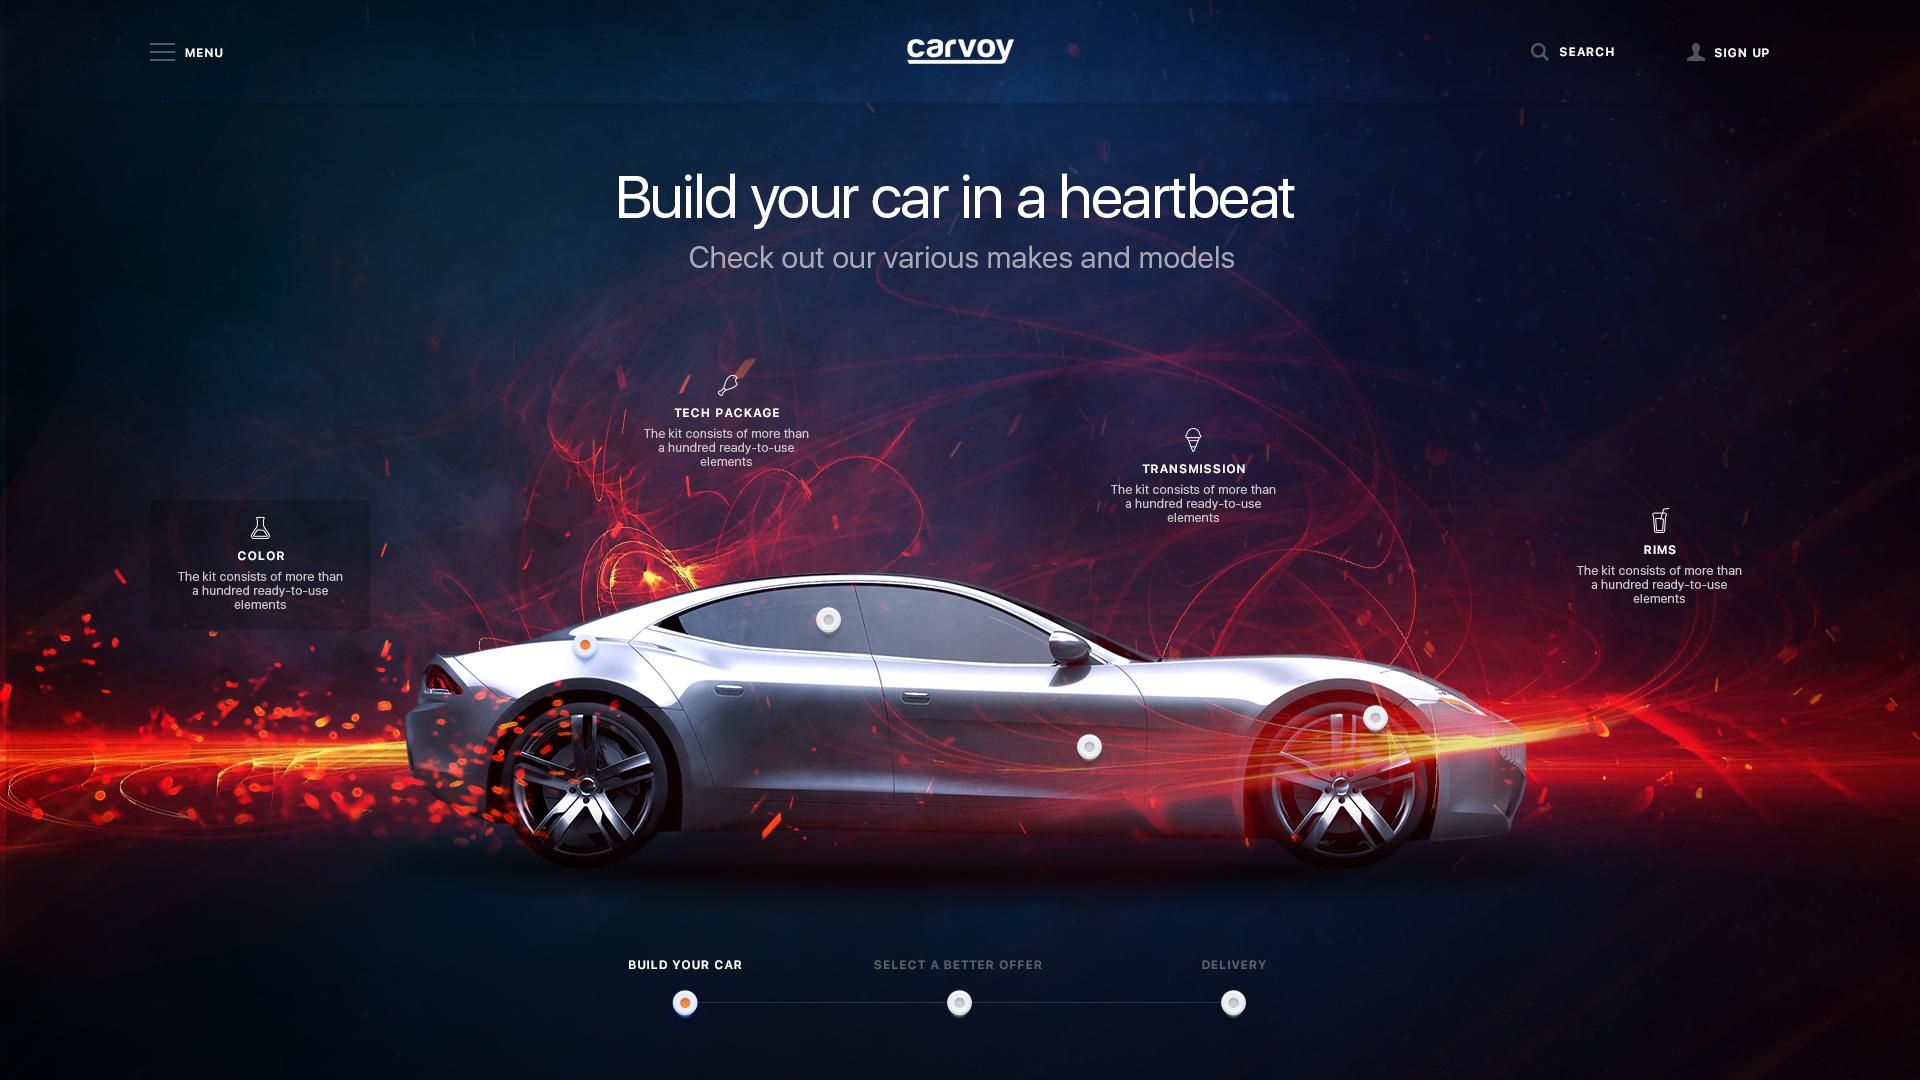 MENU
carvoy
SEARCH
SIGN UP
Build your car in a heartbeat
Check out our various makes and models
TECH PACKAGE
The kit consists of more than
a hundred ready-to-use
elements
TRANSMISSION
The kit consists of more than
a hundred ready-to-use
elements
COLOR
The kit consists of more than
a hundred ready-to-use
elements
RIMS
The kit consists of more than
a hundred ready-to-use
elements
BUILD YOUR CAR
SELECT A BETTER OFFER
DELIVERY